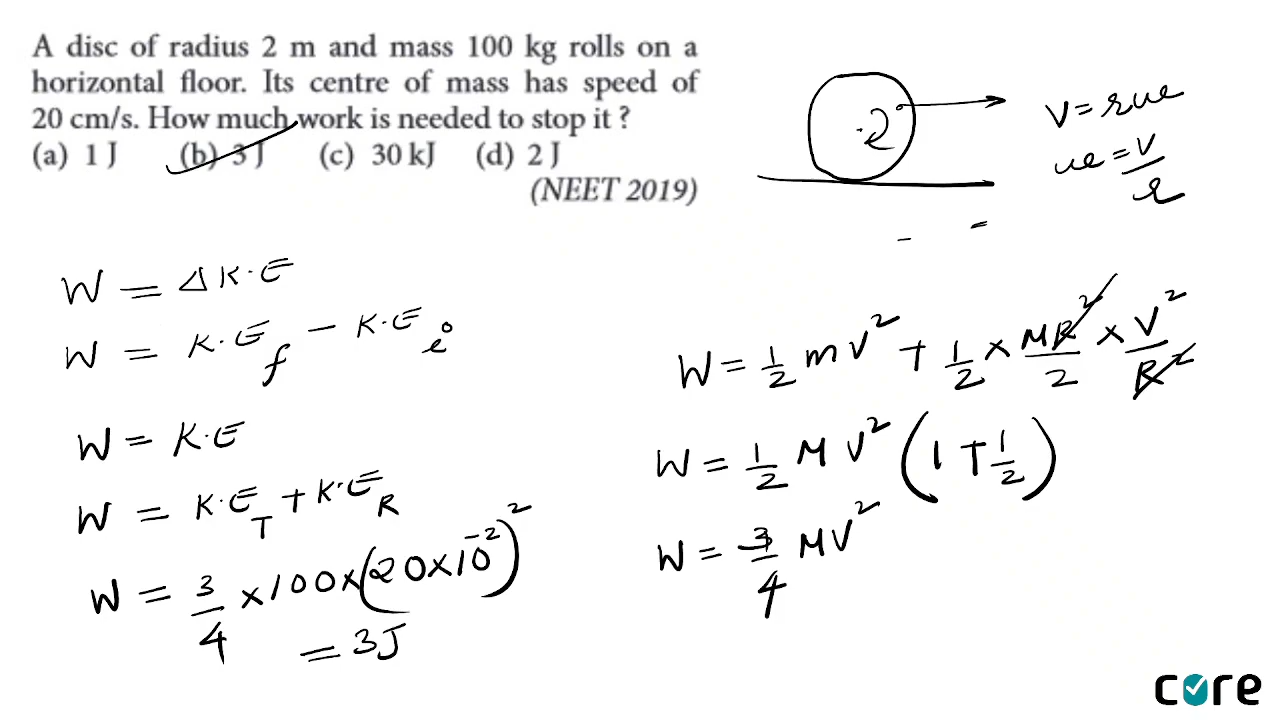 A disc of radius 2 m and mass 100 kg rolls on a
horizontal floor. Its centre of mass has speed of
20 cm/s. How much work is needed to stop it ?
(a) 1 J (b) 3 J (c) 30 kJ (d) 2 J
(NEET 2019)
V = rω
ω = V/r
W = ΔK.E
W = K.E_f − K.E_i
W = K.E
W = K.E_T + K.E_R
W = 3/4 × 100 × (20 × 10^-2)^2
= 3J
W = 1/2 mV^2 + 1/2 × MR^2/2 × V^2/R^2
W = 1/2 MV^2 (1 + 1/2)
W = 3/4 MV^2
core